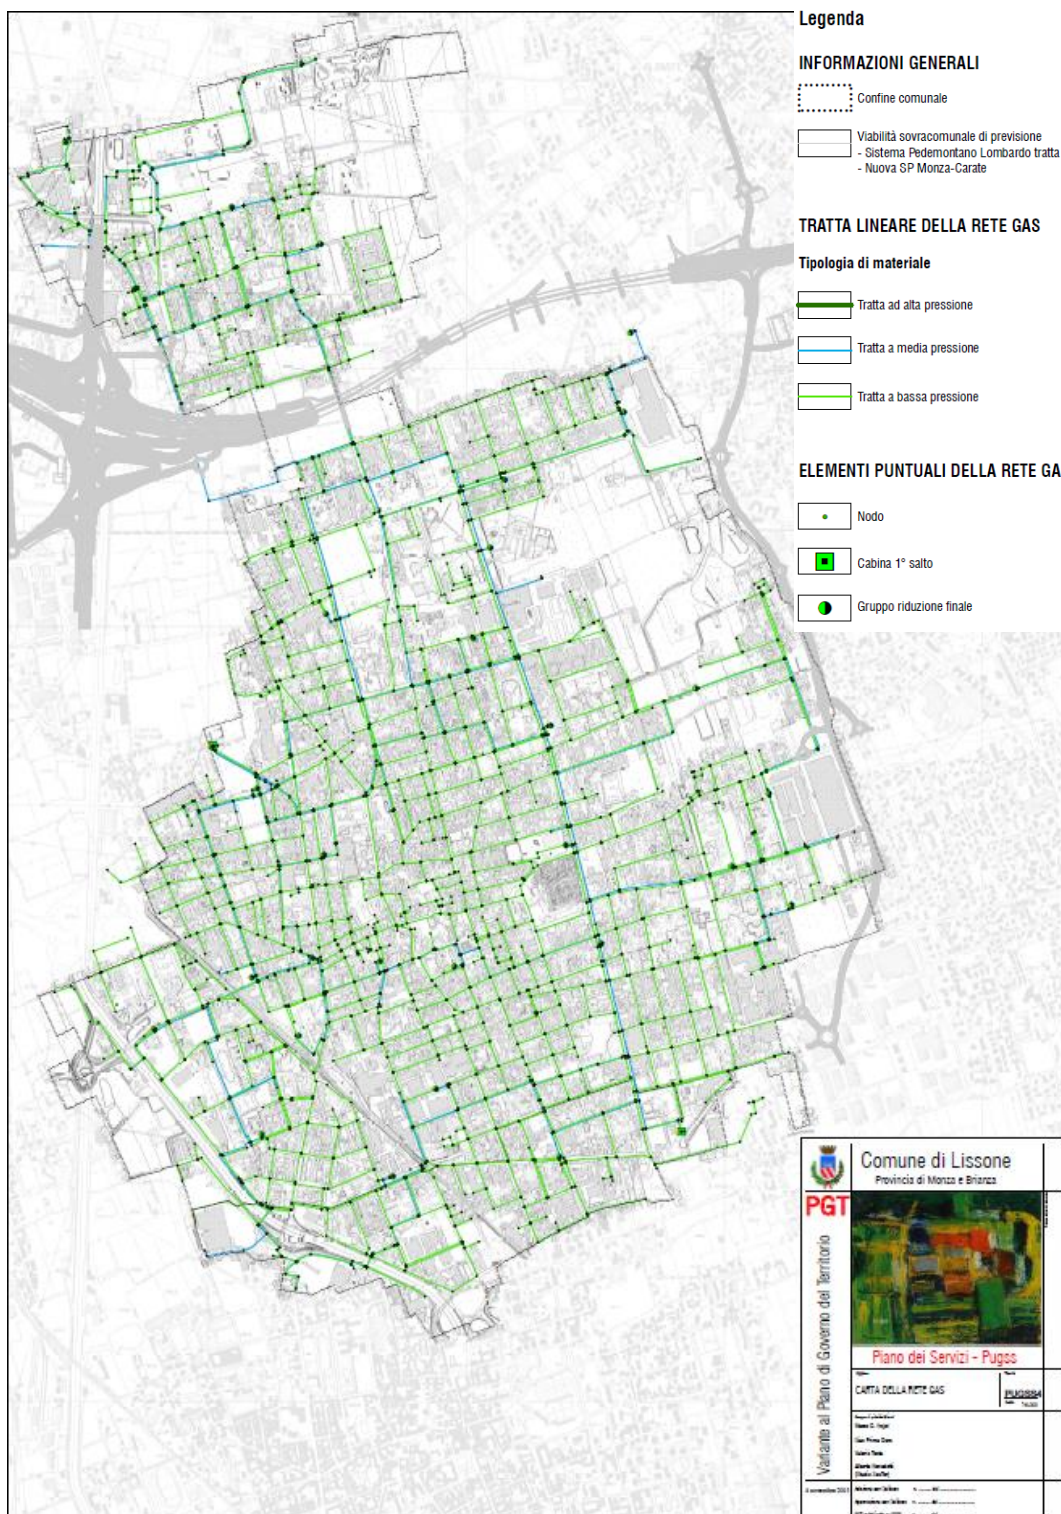 Legenda
INFORMAZIONI GENERALI
Confine comunale
Viabilità sovracomunale di previsione
- Sistema Pedemontano Lombardo tratta
- Nuova SP Monza-Carate
TRATTA LINEARE DELLA RETE GAS
Tipologia di materiale
Tratta ad alta pressione
Tratta a media pressione
Tratta a bassa pressione
ELEMENTI PUNTUALI DELLA RETE GA
Nodo
Cabina 1° salto
Gruppo riduzione finale
Comune di Lissone
Provincia di Monza e Brianza
PGT
Variante al Piano di Governo del Territorio
Piano dei Servizi - Pugss
CARTA DELLA RETE GAS
PUGSS4